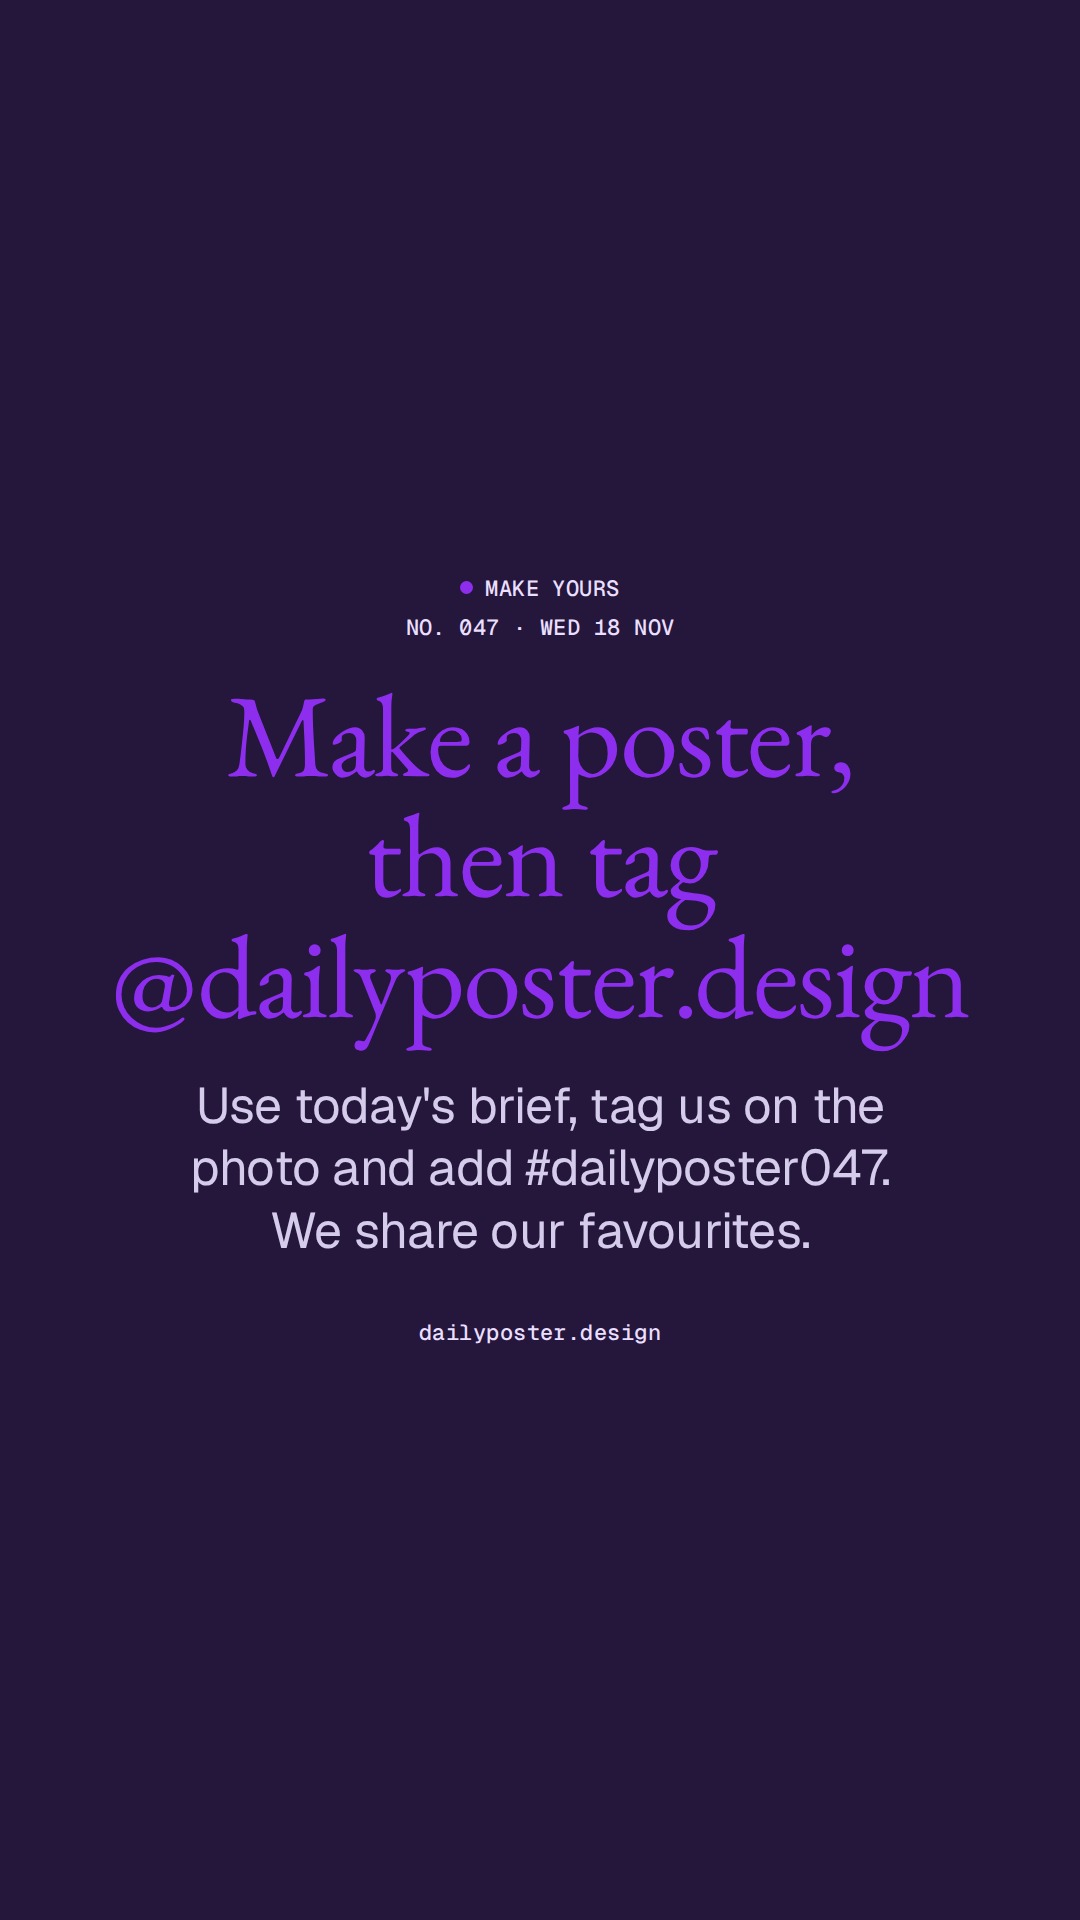 MAKE YOURS
NO. 047 · WED 18 NOV
Make a poster,
then tag
@dailyposter.design
Use today's brief, tag us on the
photo and add #dailyposter047.
We share our favourites.
dailyposter.design